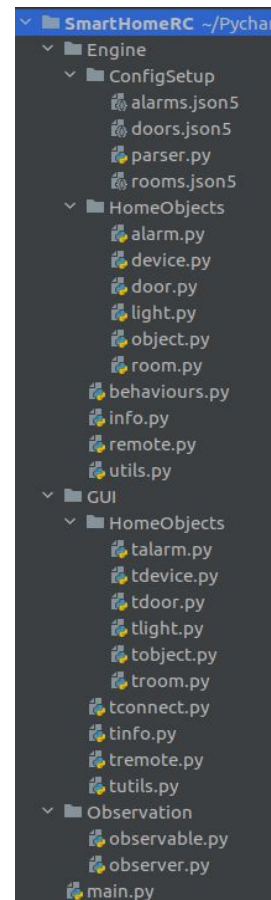 SmartHomeRC ~/Pychar
Engine
ConfigSetup
alarms.json5
doors.json5
parser.py
rooms.json5
HomeObjects
alarm.py
device.py
door.py
light.py
object.py
room.py
behaviours.py
info.py
remote.py
utils.py
GUI
HomeObjects
talarm.py
tdevice.py
tdoor.py
tlight.py
tobject.py
troom.py
tconnect.py
tinfo.py
tremote.py
tutils.py
Observation
observable.py
observer.py
main.py